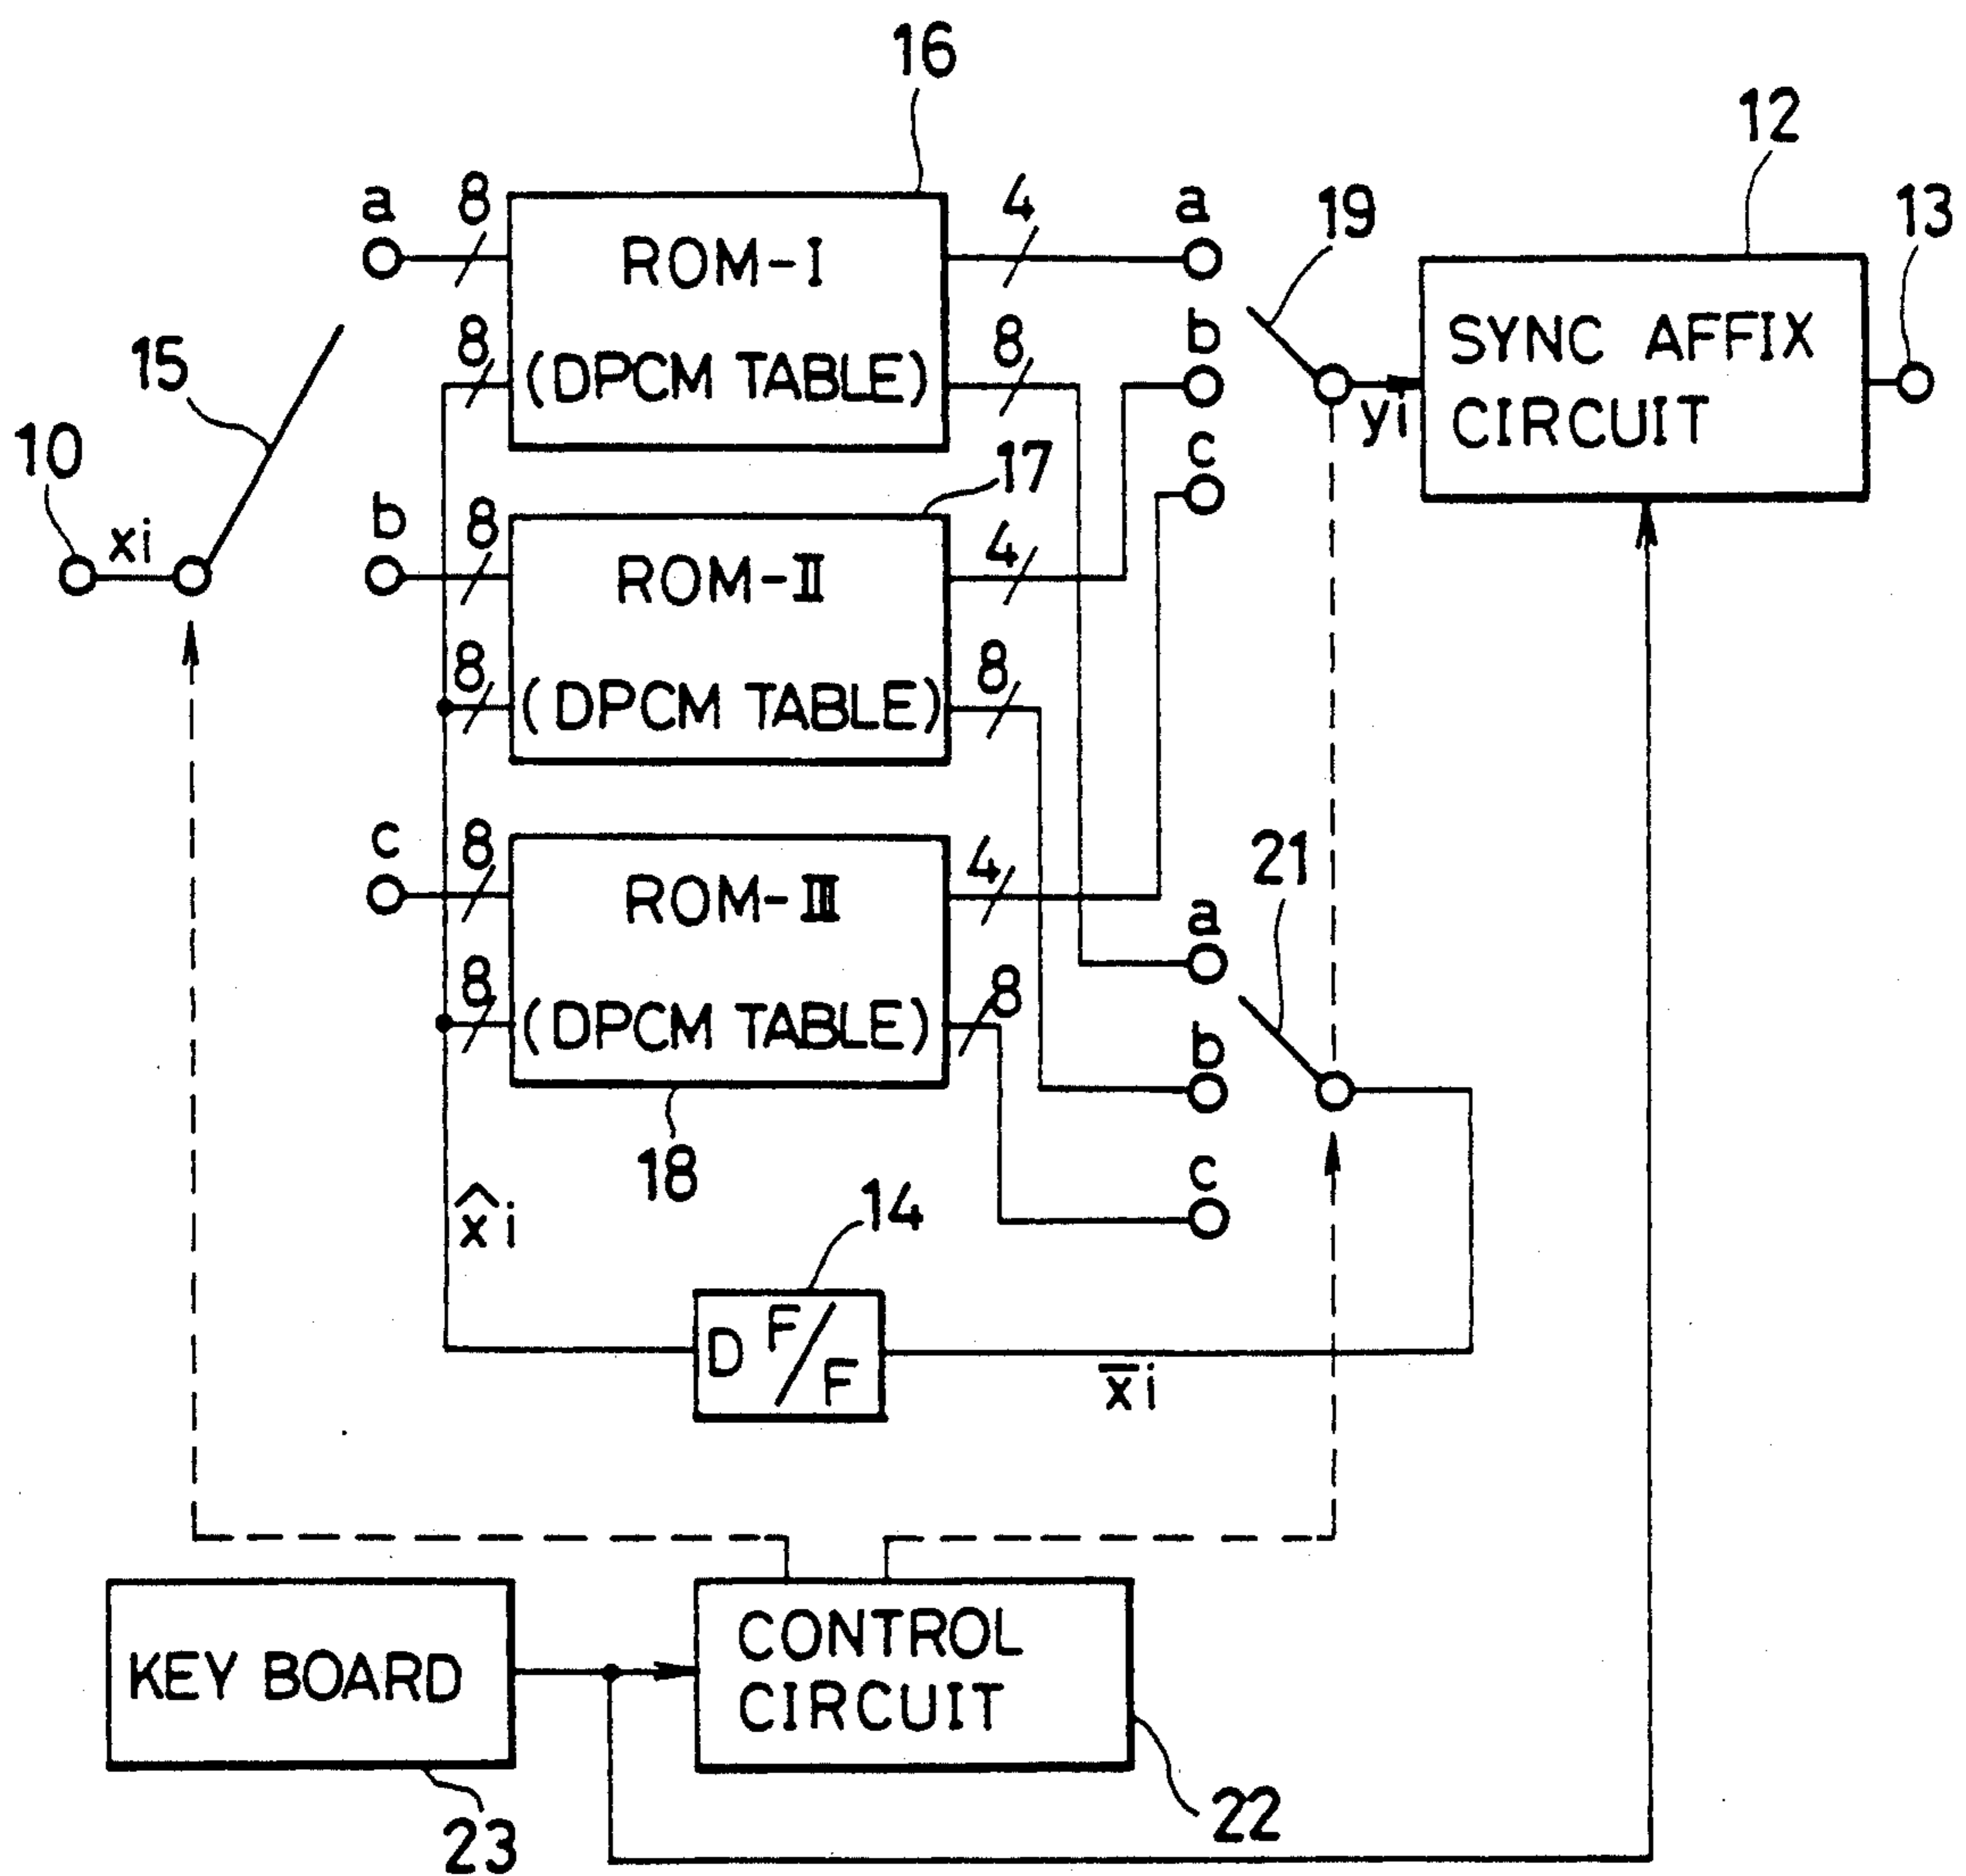 16
12
a
8
4
a
19
13
ROM-I
b
SYNC AFFIX
CIRCUIT
15
8
(DPCM TABLE)
8
yi
c
10
17
xi
b
8
ROM-II
4
8
(DPCM TABLE)
8
c
8
ROM-III
4
21
a
8
(DPCM TABLE)
8
b
18
c
x̂i
14
D F/F
x̄i
KEY BOARD
CONTROL
CIRCUIT
22
23